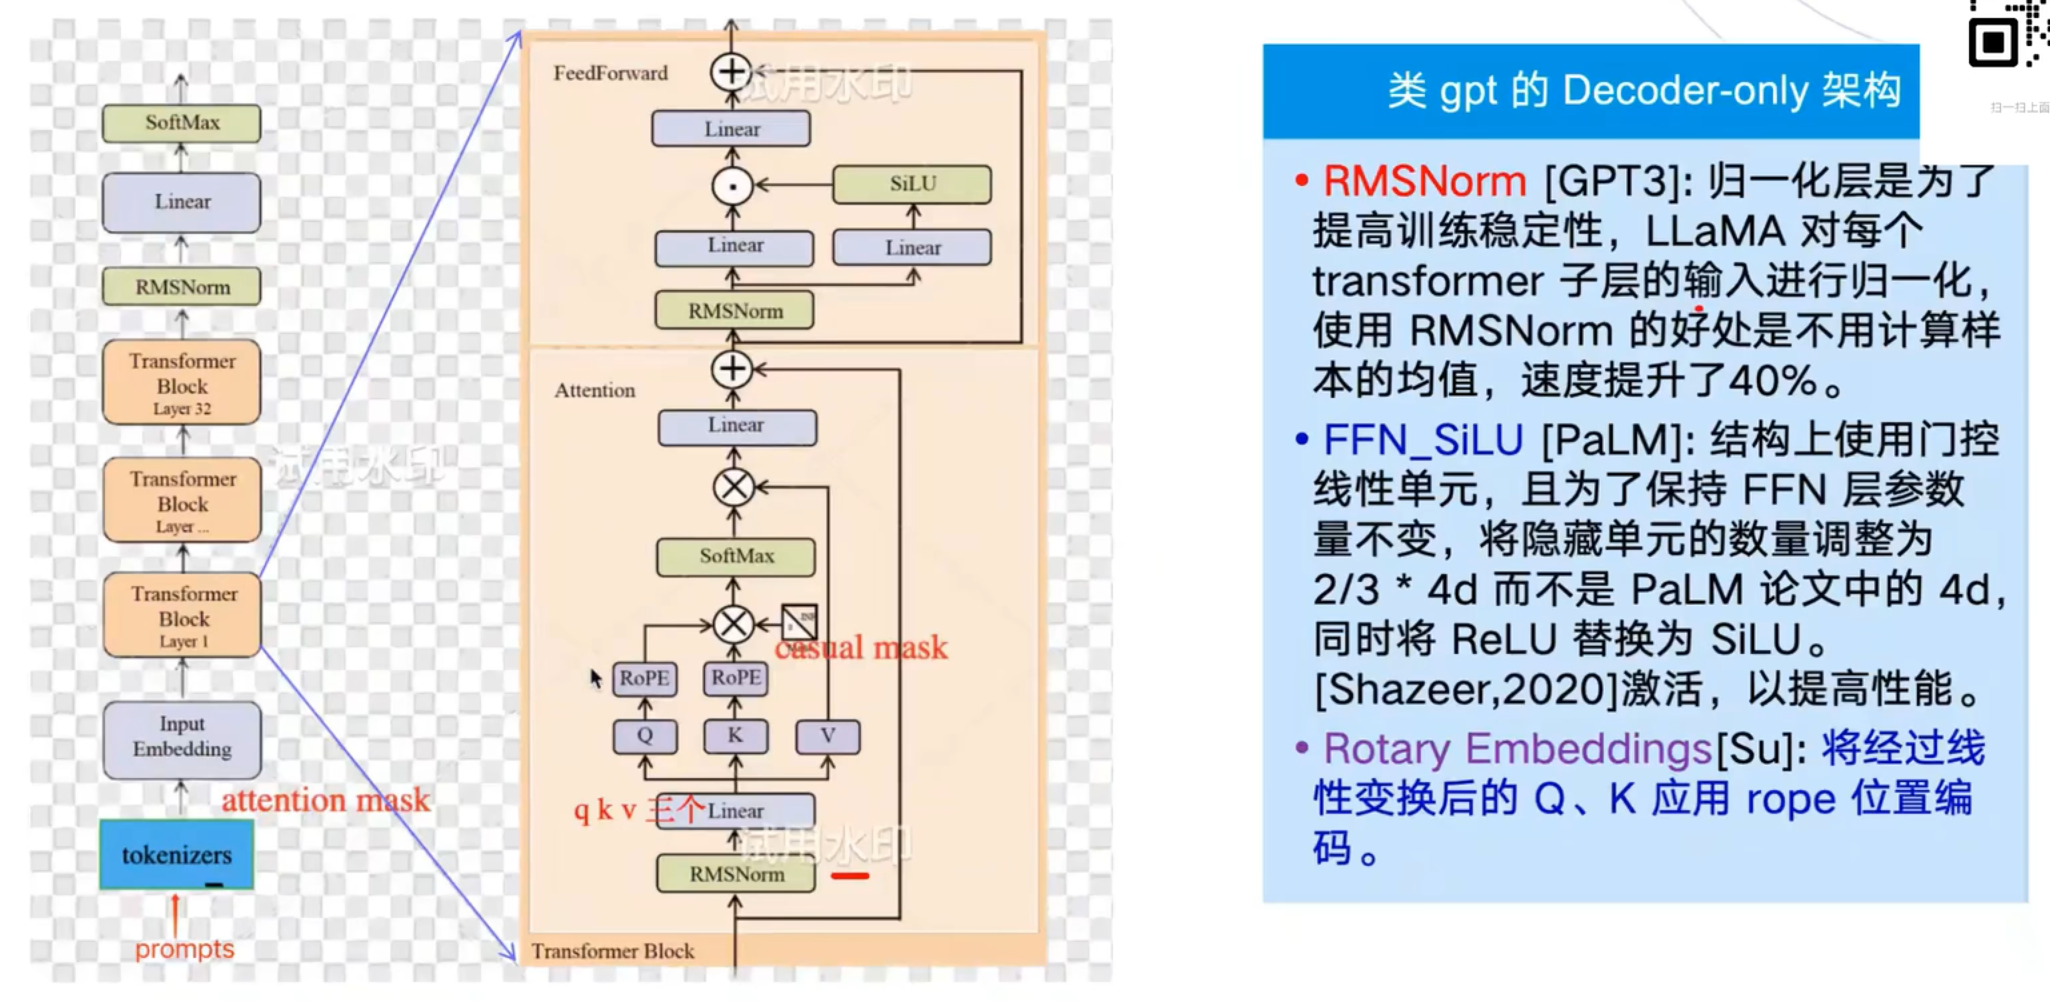 SoftMax
Linear
RMSNorm
Transformer
Block
Layer 32
Transformer
Block
Layer ...
Transformer
Block
Layer 1
Input
Embedding
attention mask
tokenizers
prompts
试用水印
FeedForward
试用水印
Linear
SiLU
Linear
Linear
RMSNorm
Attention
Linear
SoftMax
casual mask
RoPE
RoPE
Q
K
V
q k v 三个
Linear
试用水印
RMSNorm
Transformer Block
扫一扫上面
类 gpt 的 Decoder-only 架构
• RMSNorm [GPT3]: 归一化层是为了
提高训练稳定性，LLaMA 对每个
transformer 子层的输入进行归一化，
使用 RMSNorm 的好处是不用计算样
本的均值，速度提升了40%。
• FFN_SiLU [PaLM]: 结构上使用门控
线性单元，且为了保持 FFN 层参数
量不变，将隐藏单元的数量调整为
2/3 * 4d 而不是 PaLM 论文中的 4d，
同时将 ReLU 替换为 SiLU。
[Shazeer,2020]激活，以提高性能。
• Rotary Embeddings[Su]: 将经过线
性变换后的 Q、K 应用 rope 位置编
码。